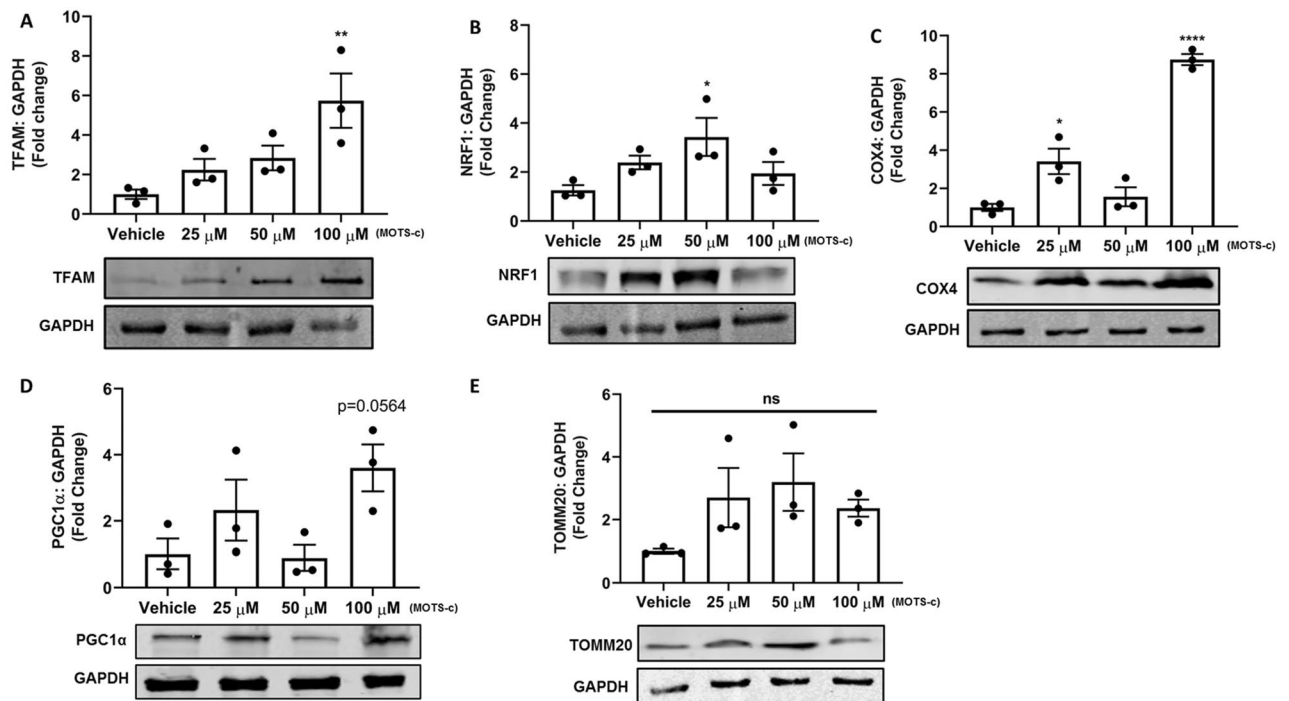 A
TFAM: GAPDH
(Fold change)
10
8
6
4
2
0
**
Vehicle 25 μM 50 μM 100 μM (MOTS-c)
TFAM
GAPDH
B
NRF1: GAPDH
(Fold Change)
8
6
4
2
0
*
Vehicle 25 μM 50 μM 100 μM (MOTS-c)
NRF1
GAPDH
C
COX4: GAPDH
(Fold Change)
10
8
6
4
2
0
*
****
Vehicle 25 μM 50 μM 100 μM (MOTS-c)
COX4
GAPDH
D
PGC1α: GAPDH
(Fold Change)
6
4
2
0
p=0.0564
Vehicle 25 μM 50 μM 100 μM (MOTS-c)
PGC1α
GAPDH
E
TOMM20: GAPDH
(Fold Change)
6
4
2
0
ns
Vehicle 25 μM 50 μM 100 μM (MOTS-c)
TOMM20
GAPDH